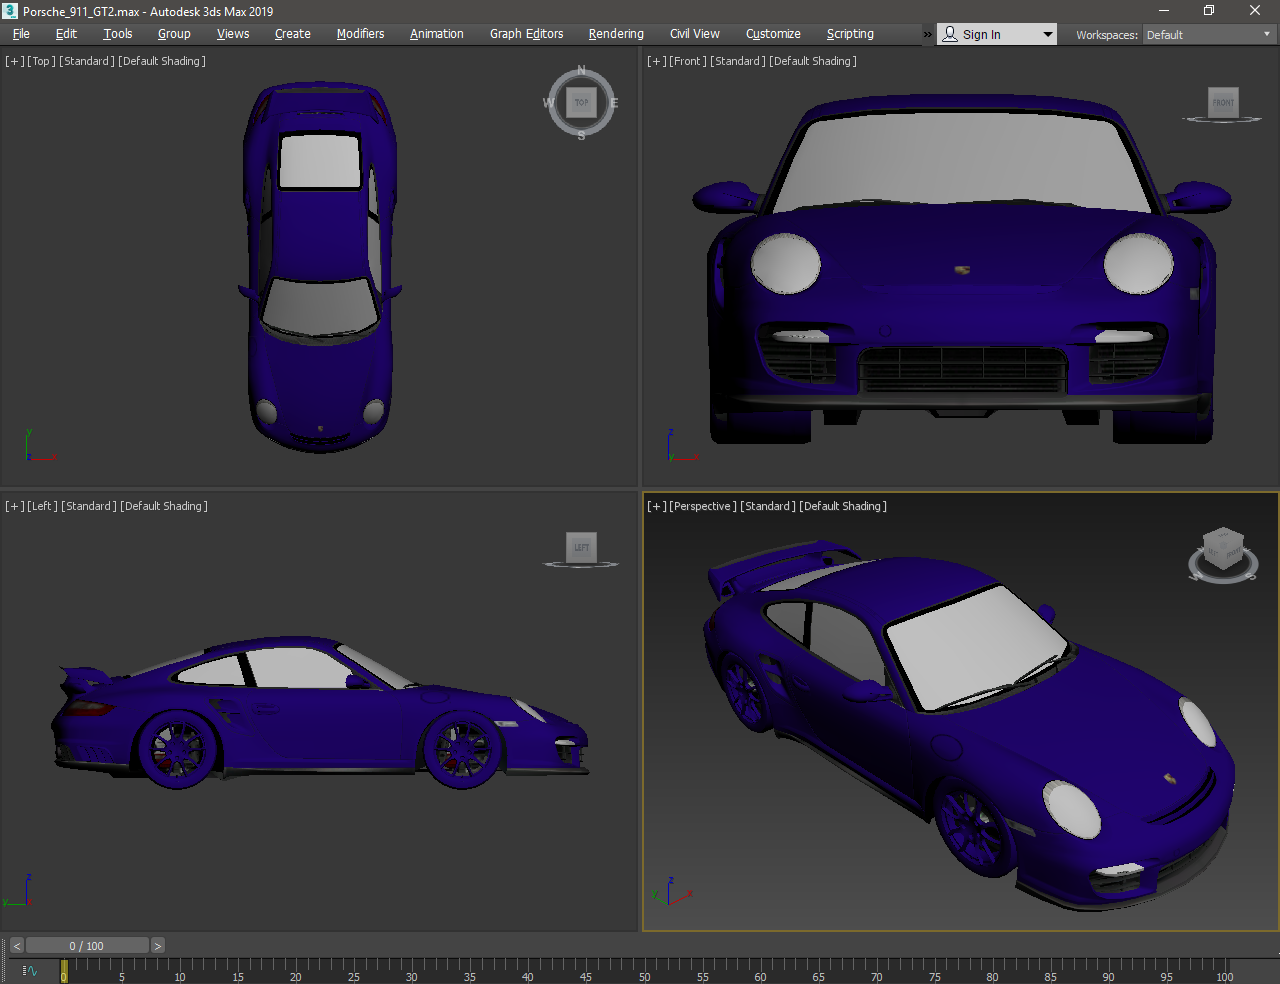 3 Porsche_911_GT2.max - Autodesk 3ds Max 2019
File Edit Tools Group Views Create Modifiers Animation Graph Editors Rendering Civil View Customize Scripting » Sign In Workspaces: Default
[+] [Top ] [Standard ] [Default Shading ]
N
W TOP E
S
y
z x
[+] [Front ] [Standard ] [Default Shading ]
FRONT
z
y x
[+] [Left ] [Standard ] [Default Shading ]
LEFT
z
y x
[+] [Perspective ] [Standard ] [Default Shading ]
W S
z
y x
< 0 / 100 >
0 5 10 15 20 25 30 35 40 45 50 55 60 65 70 75 80 85 90 95 100